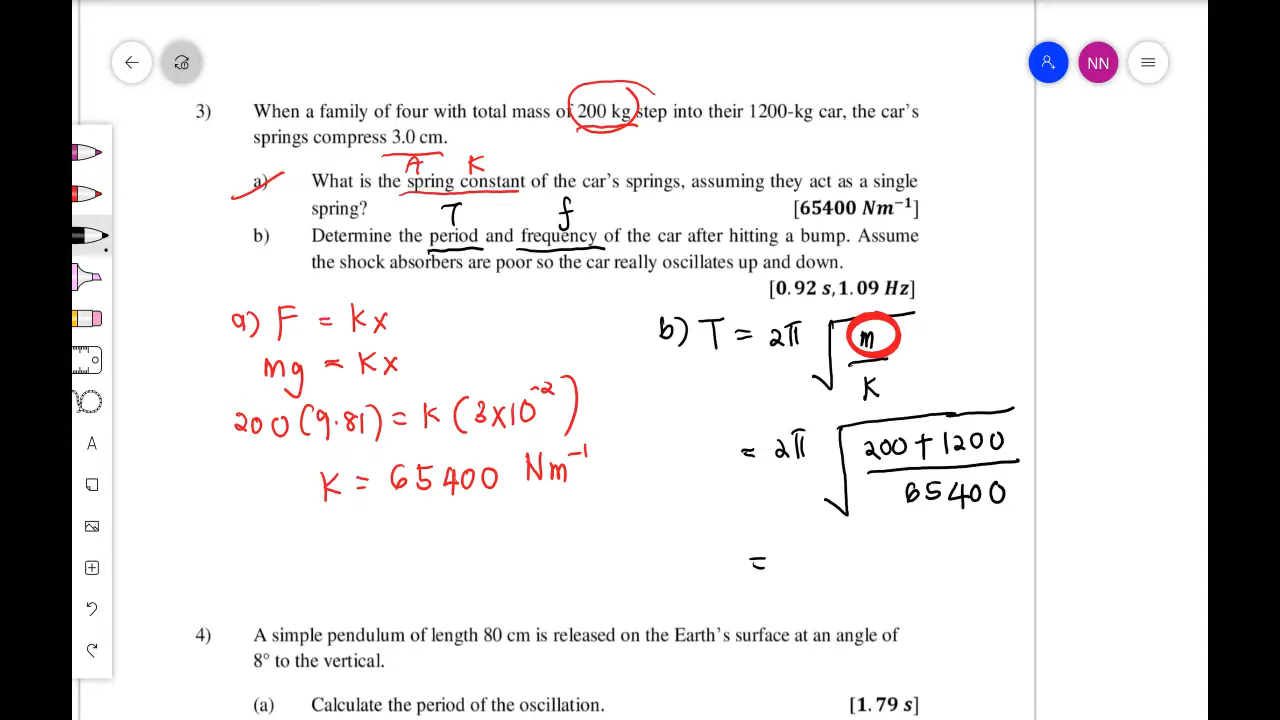 NN
3) When a family of four with total mass of 200 kg step into their 1200-kg car, the car's
springs compress 3.0 cm.
A K
a) What is the spring constant of the car's springs, assuming they act as a single
spring? [65400 Nm⁻¹]
T f
b) Determine the period and frequency of the car after hitting a bump. Assume
the shock absorbers are poor so the car really oscillates up and down.
[0.92 s, 1.09 Hz]
a) F = Kx
mg = Kx
200(9.81) = K(3x10⁻²)
K = 65400 Nm⁻¹
b) T = 2π √(m/K)
= 2π √((200 + 1200)/65400)
=
A
4) A simple pendulum of length 80 cm is released on the Earth's surface at an angle of
8° to the vertical.
(a) Calculate the period of the oscillation. [1.79 s]